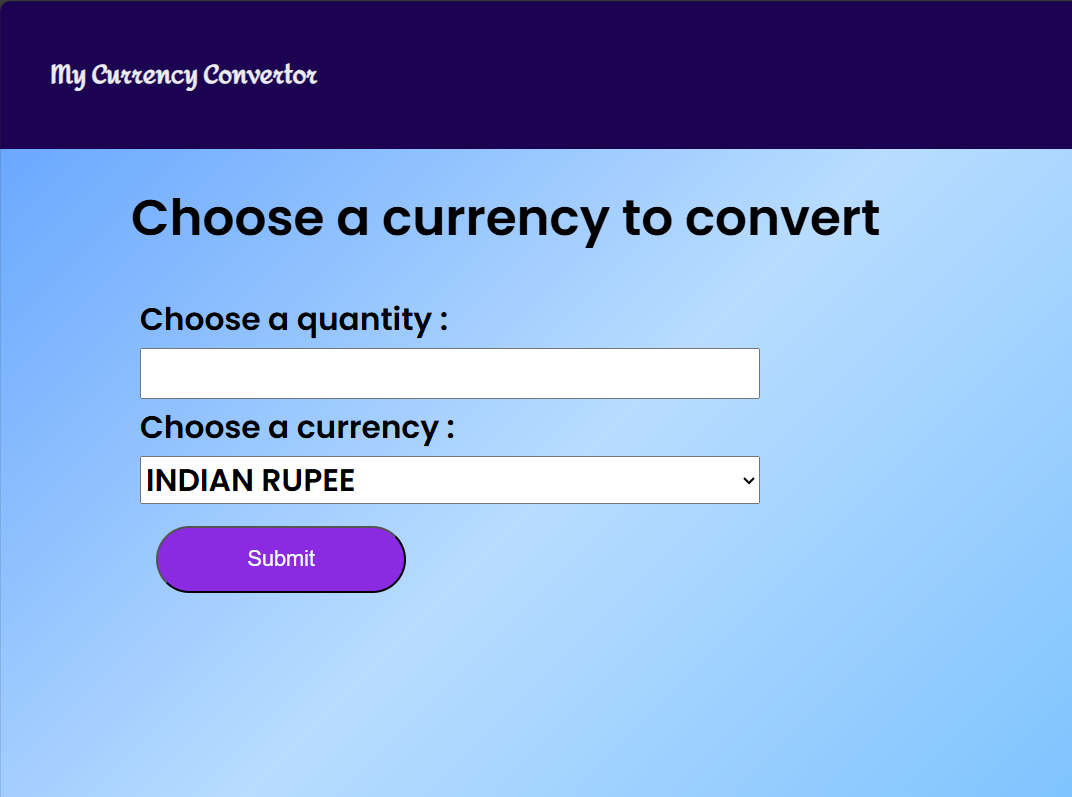 My Currency Convertor
Choose a currency to convert
Choose a quantity :
Choose a currency :
INDIAN RUPEE
Submit